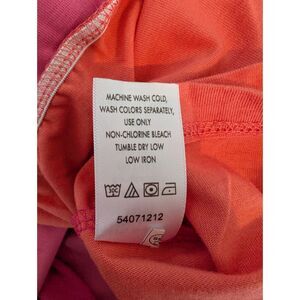 MACHINE WASH COLD,
WASH COLORS SEPARATELY,
USE ONLY
NON-CHLORINE BLEACH
TUMBLE DRY LOW
LOW IRON
54071212